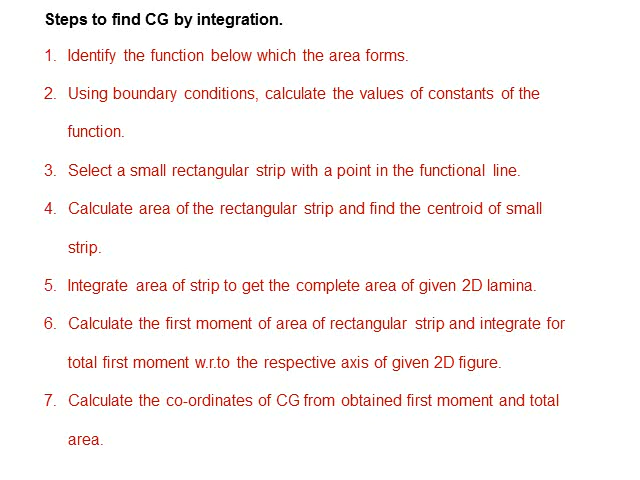 Steps to find CG by integration.
1. Identify the function below which the area forms.
2. Using boundary conditions, calculate the values of constants of the
function.
3. Select a small rectangular strip with a point in the functional line.
4. Calculate area of the rectangular strip and find the centroid of small
strip.
5. Integrate area of strip to get the complete area of given 2D lamina.
6. Calculate the first moment of area of rectangular strip and integrate for
total first moment w.r.to the respective axis of given 2D figure.
7. Calculate the co-ordinates of CG from obtained first moment and total
area.